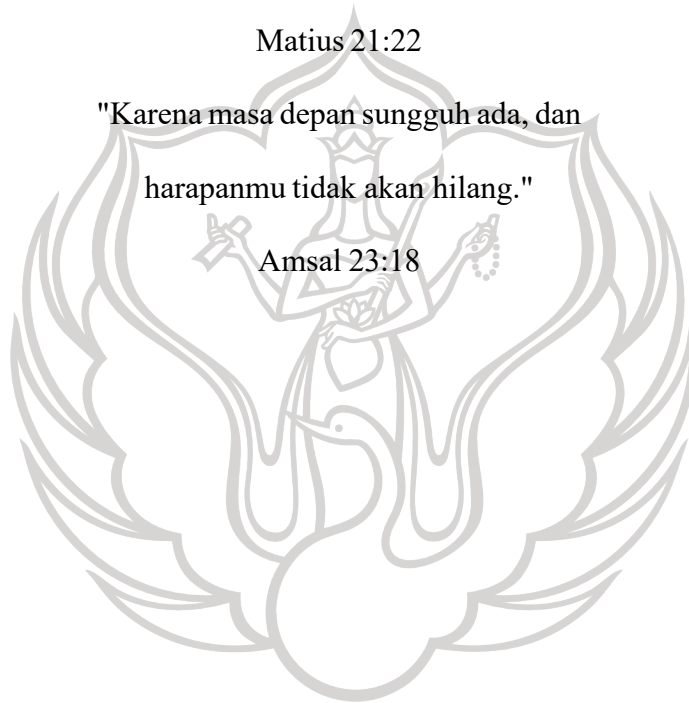 Matius 21:22
"Karena masa depan sungguh ada, dan
harapanmu tidak akan hilang."
Amsal 23:18